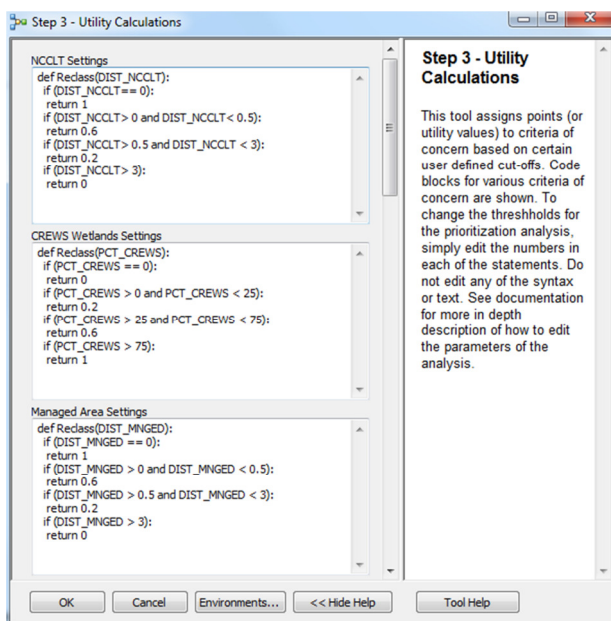 Step 3 - Utility Calculations
NCCLT Settings
def Reclass(DIST_NCCLT):
if (DIST_NCCLT== 0):
return 1
if (DIST_NCCLT> 0 and DIST_NCCLT< 0.5):
return 0.6
if (DIST_NCCLT> 0.5 and DIST_NCCLT < 3):
return 0.2
if (DIST_NCCLT> 3):
return 0
CREWS Wetlands Settings
def Reclass(PCT_CREWS):
if (PCT_CREWS == 0):
return 0
if (PCT_CREWS > 0 and PCT_CREWS < 25):
return 0.2
if (PCT_CREWS > 25 and PCT_CREWS < 75):
return 0.6
if (PCT_CREWS > 75):
return 1
Managed Area Settings
def Reclass(DIST_MNGED):
if (DIST_MNGED == 0):
return 1
if (DIST_MNGED > 0 and DIST_MNGED < 0.5):
return 0.6
if (DIST_MNGED > 0.5 and DIST_MNGED < 3):
return 0.2
if (DIST_MNGED > 3):
return 0
Step 3 - Utility
Calculations
This tool assigns points (or
utility values) to criteria of
concern based on certain
user defined cut-offs. Code
blocks for various criteria of
concern are shown. To
change the threshholds for
the prioritization analysis,
simply edit the numbers in
each of the statements. Do
not edit any of the syntax
or text. See documentation
for more in depth
description of how to edit
the parameters of the
analysis.
OK Cancel Environments... << Hide Help Tool Help